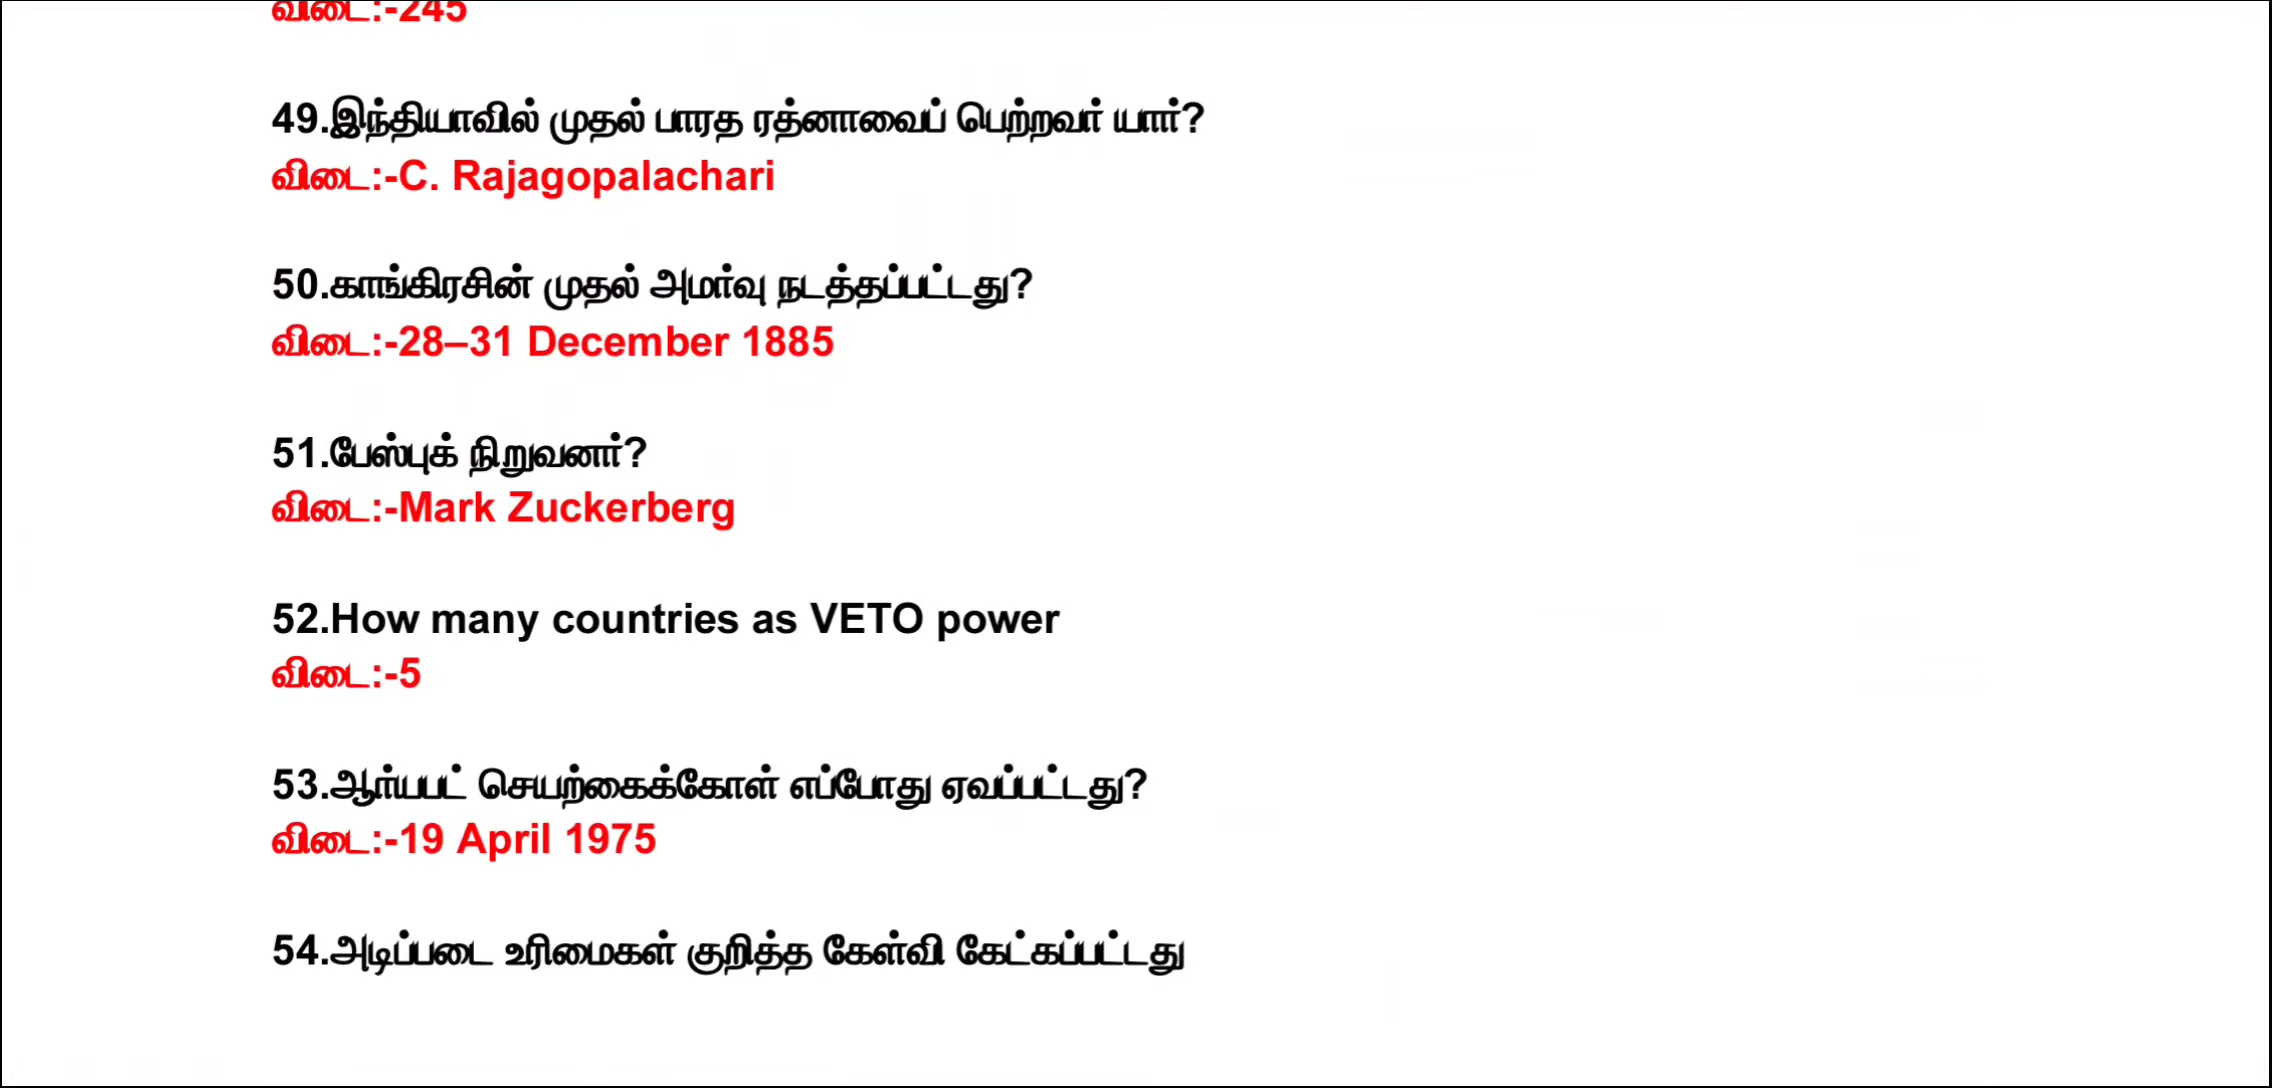 விடை:-245
49.இந்தியாவில் முதல் பாரத ரத்னாவைப் பெற்றவர் யார்?
விடை:-C. Rajagopalachari
50.காங்கிரசின் முதல் அமர்வு நடத்தப்பட்டது?
விடை:-28–31 December 1885
51.பேஸ்புக் நிறுவனர்?
விடை:-Mark Zuckerberg
52.How many countries as VETO power
விடை:-5
53.ஆர்யபட் செயற்கைக்கோள் எப்போது ஏவப்பட்டது?
விடை:-19 April 1975
54.அடிப்படை உரிமைகள் குறித்த கேள்வி கேட்கப்பட்டது